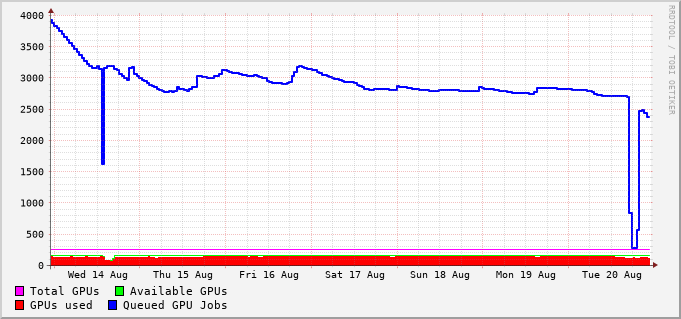 4000
3500
3000
2500
2000
1500
1000
500
0
Wed 14 Aug Thu 15 Aug Fri 16 Aug Sat 17 Aug Sun 18 Aug Mon 19 Aug Tue 20 Aug
Total GPUs Available GPUs
GPUs used Queued GPU Jobs
RRDTOOL / TOBI OETIKER